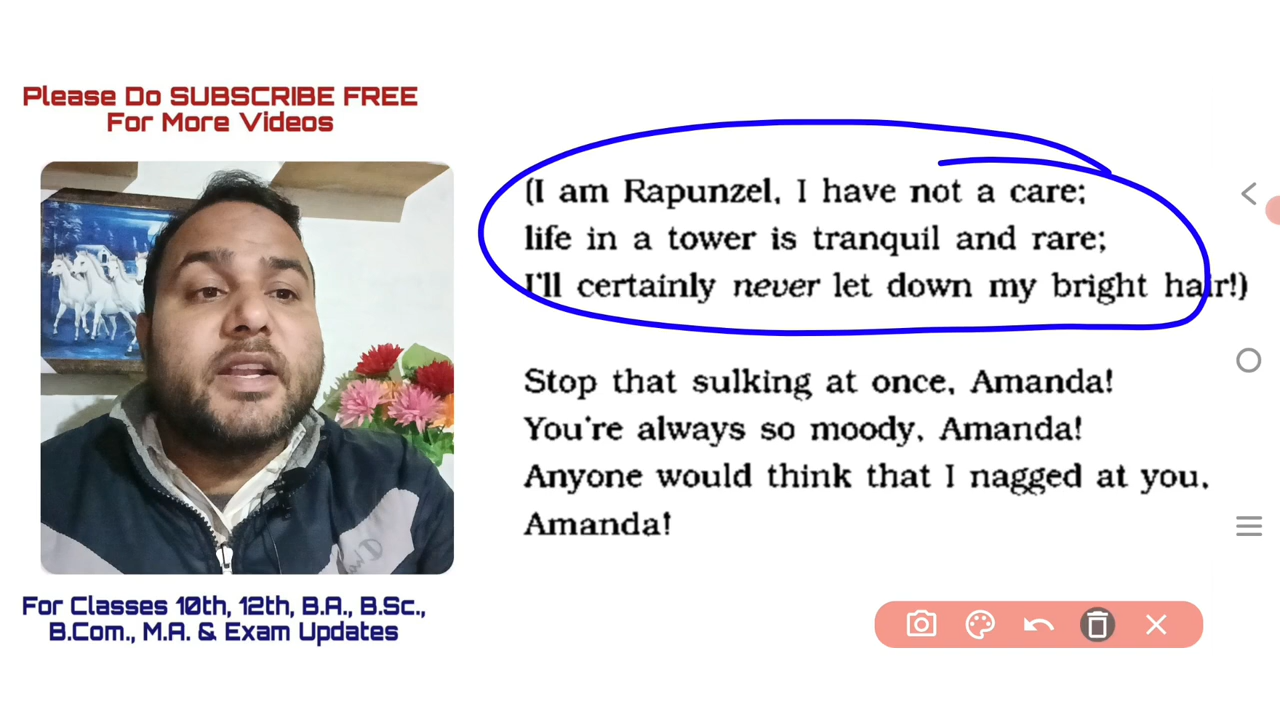 Please Do SUBSCRIBE FREE
For More Videos
(I am Rapunzel, I have not a care;
life in a tower is tranquil and rare;
I'll certainly never let down my bright hair!)
Stop that sulking at once, Amanda!
You're always so moody, Amanda!
Anyone would think that I nagged at you,
Amanda!
For Classes 10th, 12th, B.A., B.Sc.,
B.Com., M.A. & Exam Updates